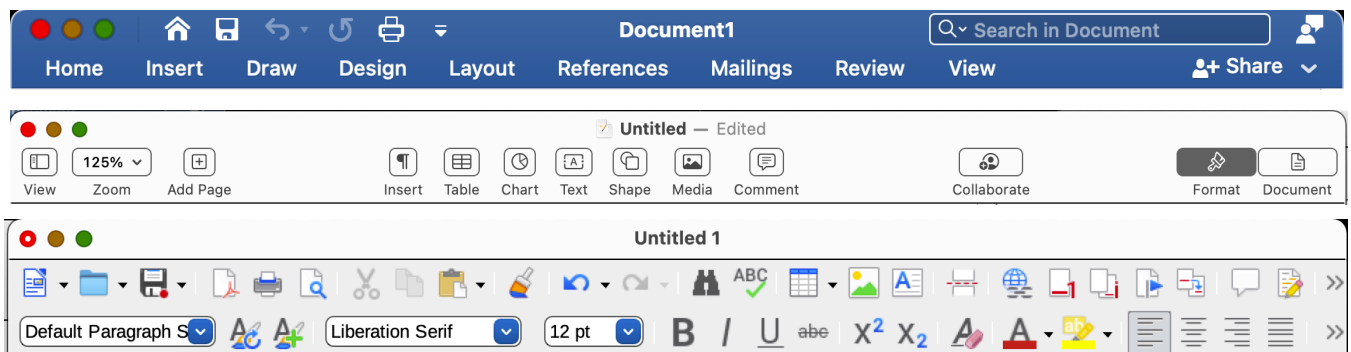 Document1 Search in Document
Home Insert Draw Design Layout References Mailings Review View Share
Untitled — Edited
125%
View Zoom Add Page Insert Table Chart Text Shape Media Comment Collaborate Format Document
Untitled 1
ABC
Default Paragraph S Liberation Serif 12 pt B I U abc X² X₂ A A ab